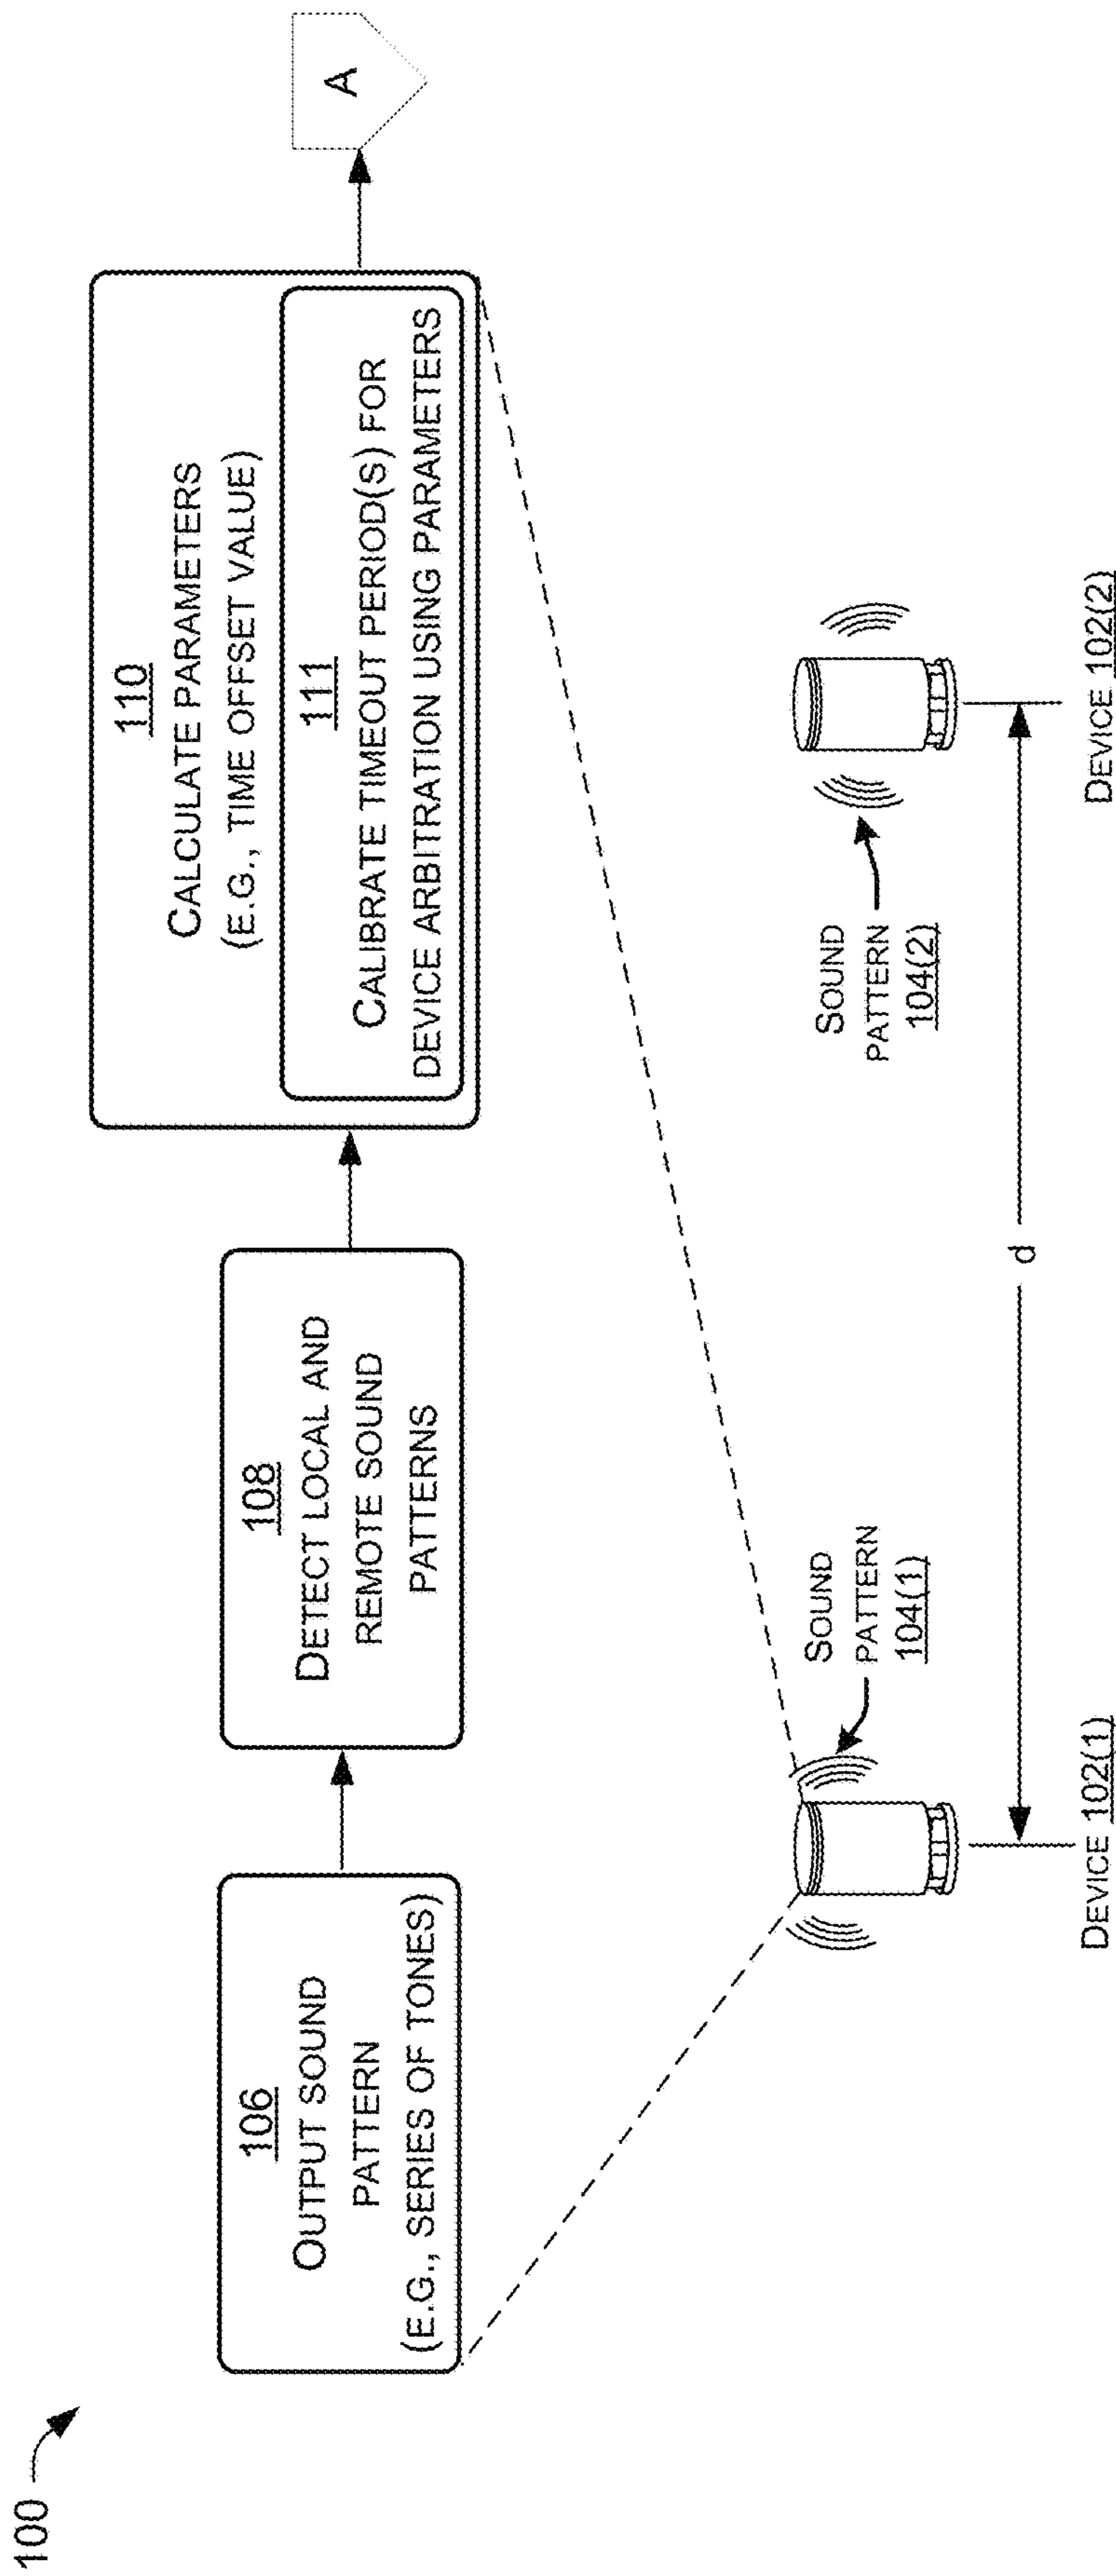 100
106
OUTPUT SOUND
PATTERN
(E.G., SERIES OF TONES)
108
DETECT LOCAL AND
REMOTE SOUND
PATTERNS
110
CALCULATE PARAMETERS
(E.G., TIME OFFSET VALUE)
111
CALIBRATE TIMEOUT PERIOD(S) FOR
DEVICE ARBITRATION USING PARAMETERS
A
SOUND
PATTERN
104(1)
SOUND
PATTERN
104(2)
d
DEVICE 102(1)
DEVICE 102(2)